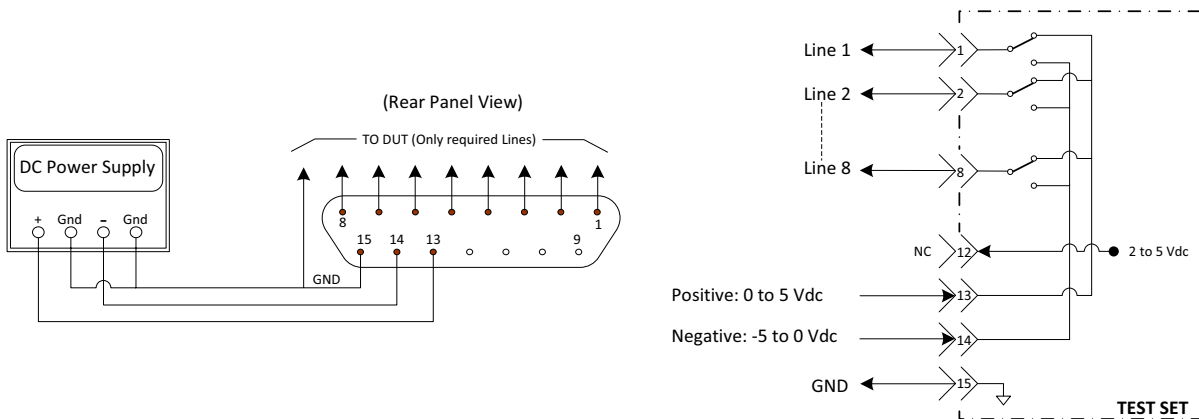 (Rear Panel View)
TO DUT (Only required Lines)
DC Power Supply
+ Gnd - Gnd
8 1
15 14 13 9
GND
Line 1 1
Line 2 2
Line 8 8
NC 12 2 to 5 Vdc
Positive: 0 to 5 Vdc 13
Negative: -5 to 0 Vdc 14
GND 15
TEST SET